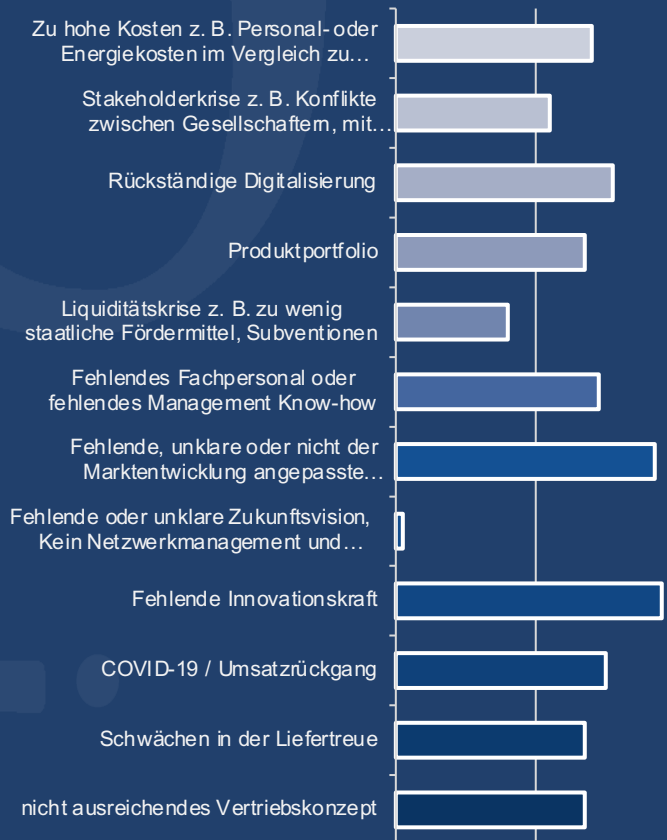 Zu hohe Kosten z. B. Personal- oder
Energiekosten im Vergleich zu…
Stakeholderkrise z. B. Konflikte
zwischen Gesellschaftern, mit…
Rückständige Digitalisierung
Produktportfolio
Liquiditätskrise z. B. zu wenig
staatliche Fördermittel, Subventionen
Fehlendes Fachpersonal oder
fehlendes Management Know-how
Fehlende, unklare oder nicht der
Marktentwicklung angepasste…
Fehlende oder unklare Zukunftsvision,
Kein Netzwerkmanagement und…
Fehlende Innovationskraft
COVID-19 / Umsatzrückgang
Schwächen in der Liefertreue
nicht ausreichendes Vertriebskonzept